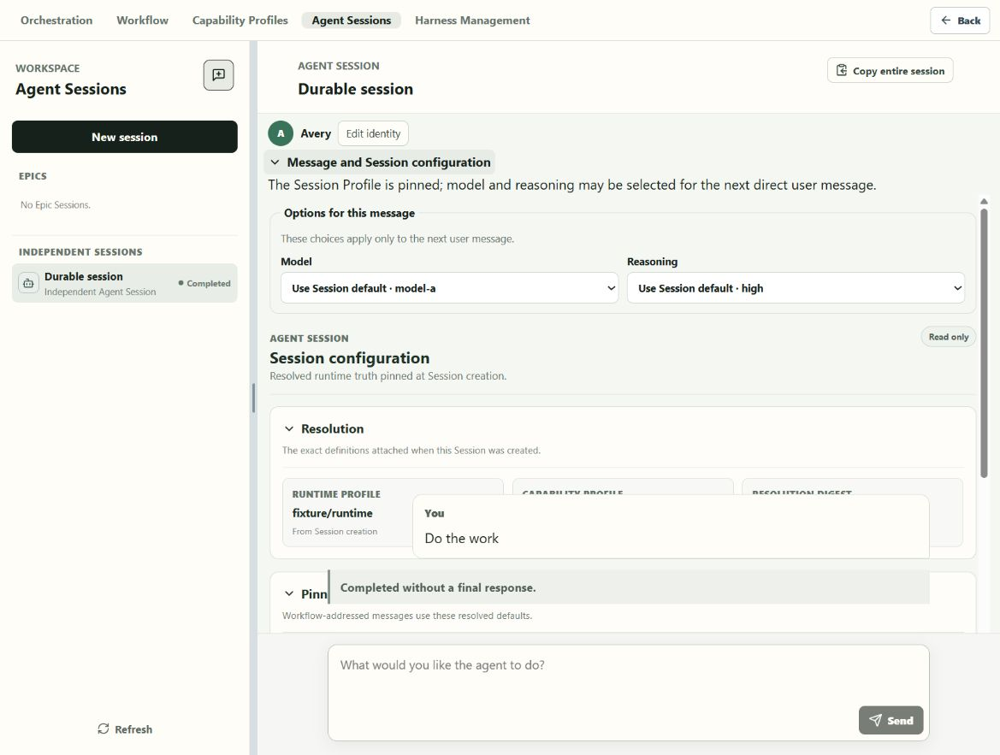 Orchestration
Workflow
Capability Profiles
Agent Sessions
Harness Management
Back
WORKSPACE
Agent Sessions
New session
EPICS
No Epic Sessions.
INDEPENDENT SESSIONS
Durable session
Independent Agent Session
Completed
Refresh
AGENT SESSION
Durable session
Copy entire session
A
Avery
Edit identity
Message and Session configuration
The Session Profile is pinned; model and reasoning may be selected for the next direct user message.
Options for this message
These choices apply only to the next user message.
Model
Reasoning
Use Session default · model-a
Use Session default · high
AGENT SESSION
Read only
Session configuration
Resolved runtime truth pinned at Session creation.
Resolution
The exact definitions attached when this Session was created.
RUNTIME PROFILE
CAPABILITY PROFILE
RESOLUTION DIGEST
fixture/runtime
From Session creation
You
Do the work
Pinn
Completed without a final response.
Workflow-addressed messages use these resolved defaults.
What would you like the agent to do?
Send